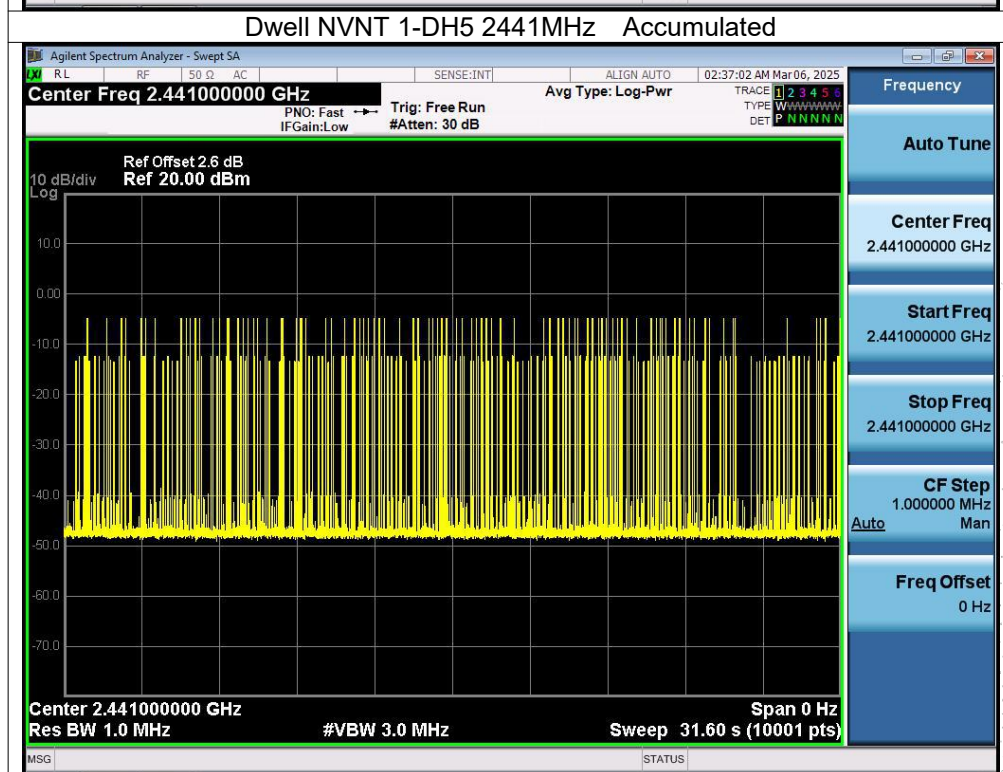 Dwell NVNT 1-DH5 2441MHz Accumulated
Agilent Spectrum Analyzer - Swept SA
LXI RL RF 50 Ω AC SENSE:INT ALIGN AUTO 02:37:02 AM Mar 06, 2025
Center Freq 2.441000000 GHz
PNO: Fast
IFGain:Low
Trig: Free Run
#Atten: 30 dB
Avg Type: Log-Pwr
TRACE 1 2 3 4 5 6
TYPE WWWWWW
DET P N N N N N
Ref Offset 2.6 dB
10 dB/div Ref 20.00 dBm
Log
10.0
0.00
-10.0
-20.0
-30.0
-40.0
-50.0
-60.0
-70.0
Center 2.441000000 GHz Span 0 Hz
Res BW 1.0 MHz #VBW 3.0 MHz Sweep 31.60 s (10001 pts)
MSG STATUS
Frequency
Auto Tune
Center Freq
2.441000000 GHz
Start Freq
2.441000000 GHz
Stop Freq
2.441000000 GHz
CF Step
1.000000 MHz
Auto Man
Freq Offset
0 Hz